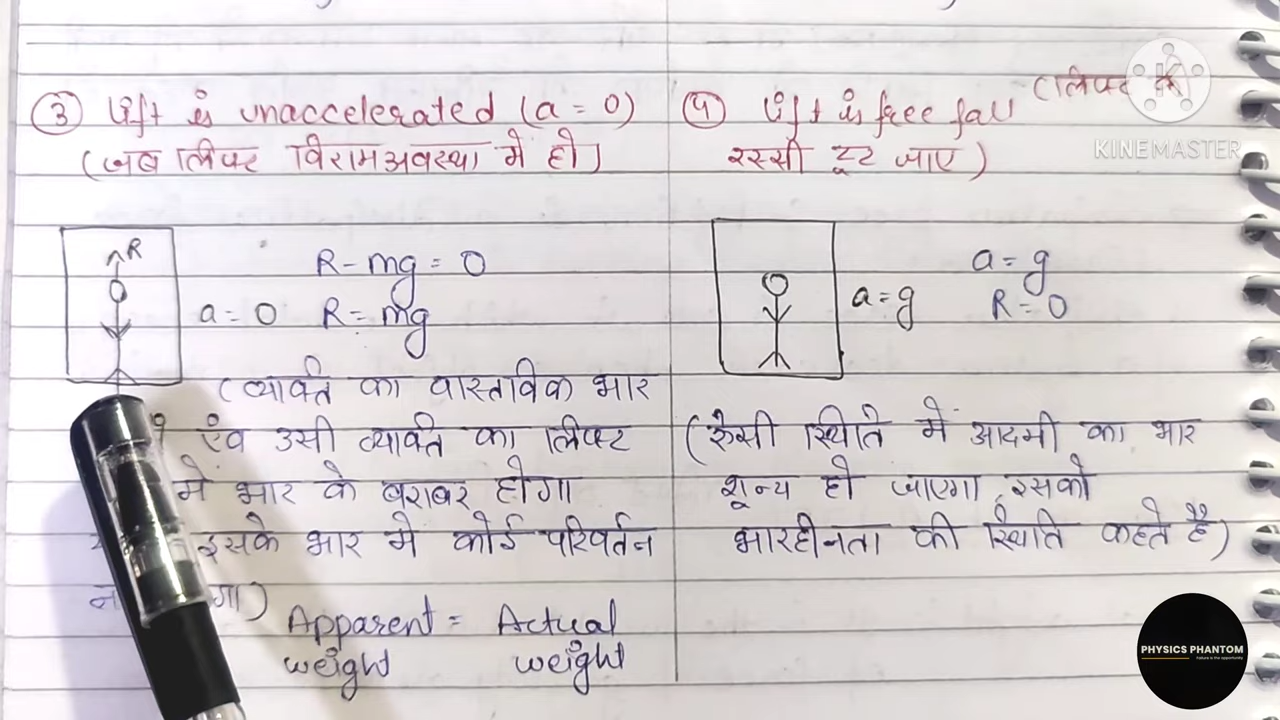 ③ Lift is unaccelerated (a = 0)
(जब लिफ्ट विरामअवस्था में हो)
R
R - mg = 0
a = 0 R = mg
(व्यक्ति का वास्तविक भार
एंव उसी व्यक्ति का लिफ्ट
में भार के बराबर होगा
इसके भार मे कोई परिवर्तन
गा)
Apparent = Actual
weight weight
④ Lift is free fall (लिफ्ट
रस्सी टूट जाए)
a = g
a = g R = 0
(ऐसी स्थिति में आदमी का भार
शून्य हो जाएगा इसको
भारहीनता की स्थिति कहते है)
KINEMASTER
PHYSICS PHANTOM